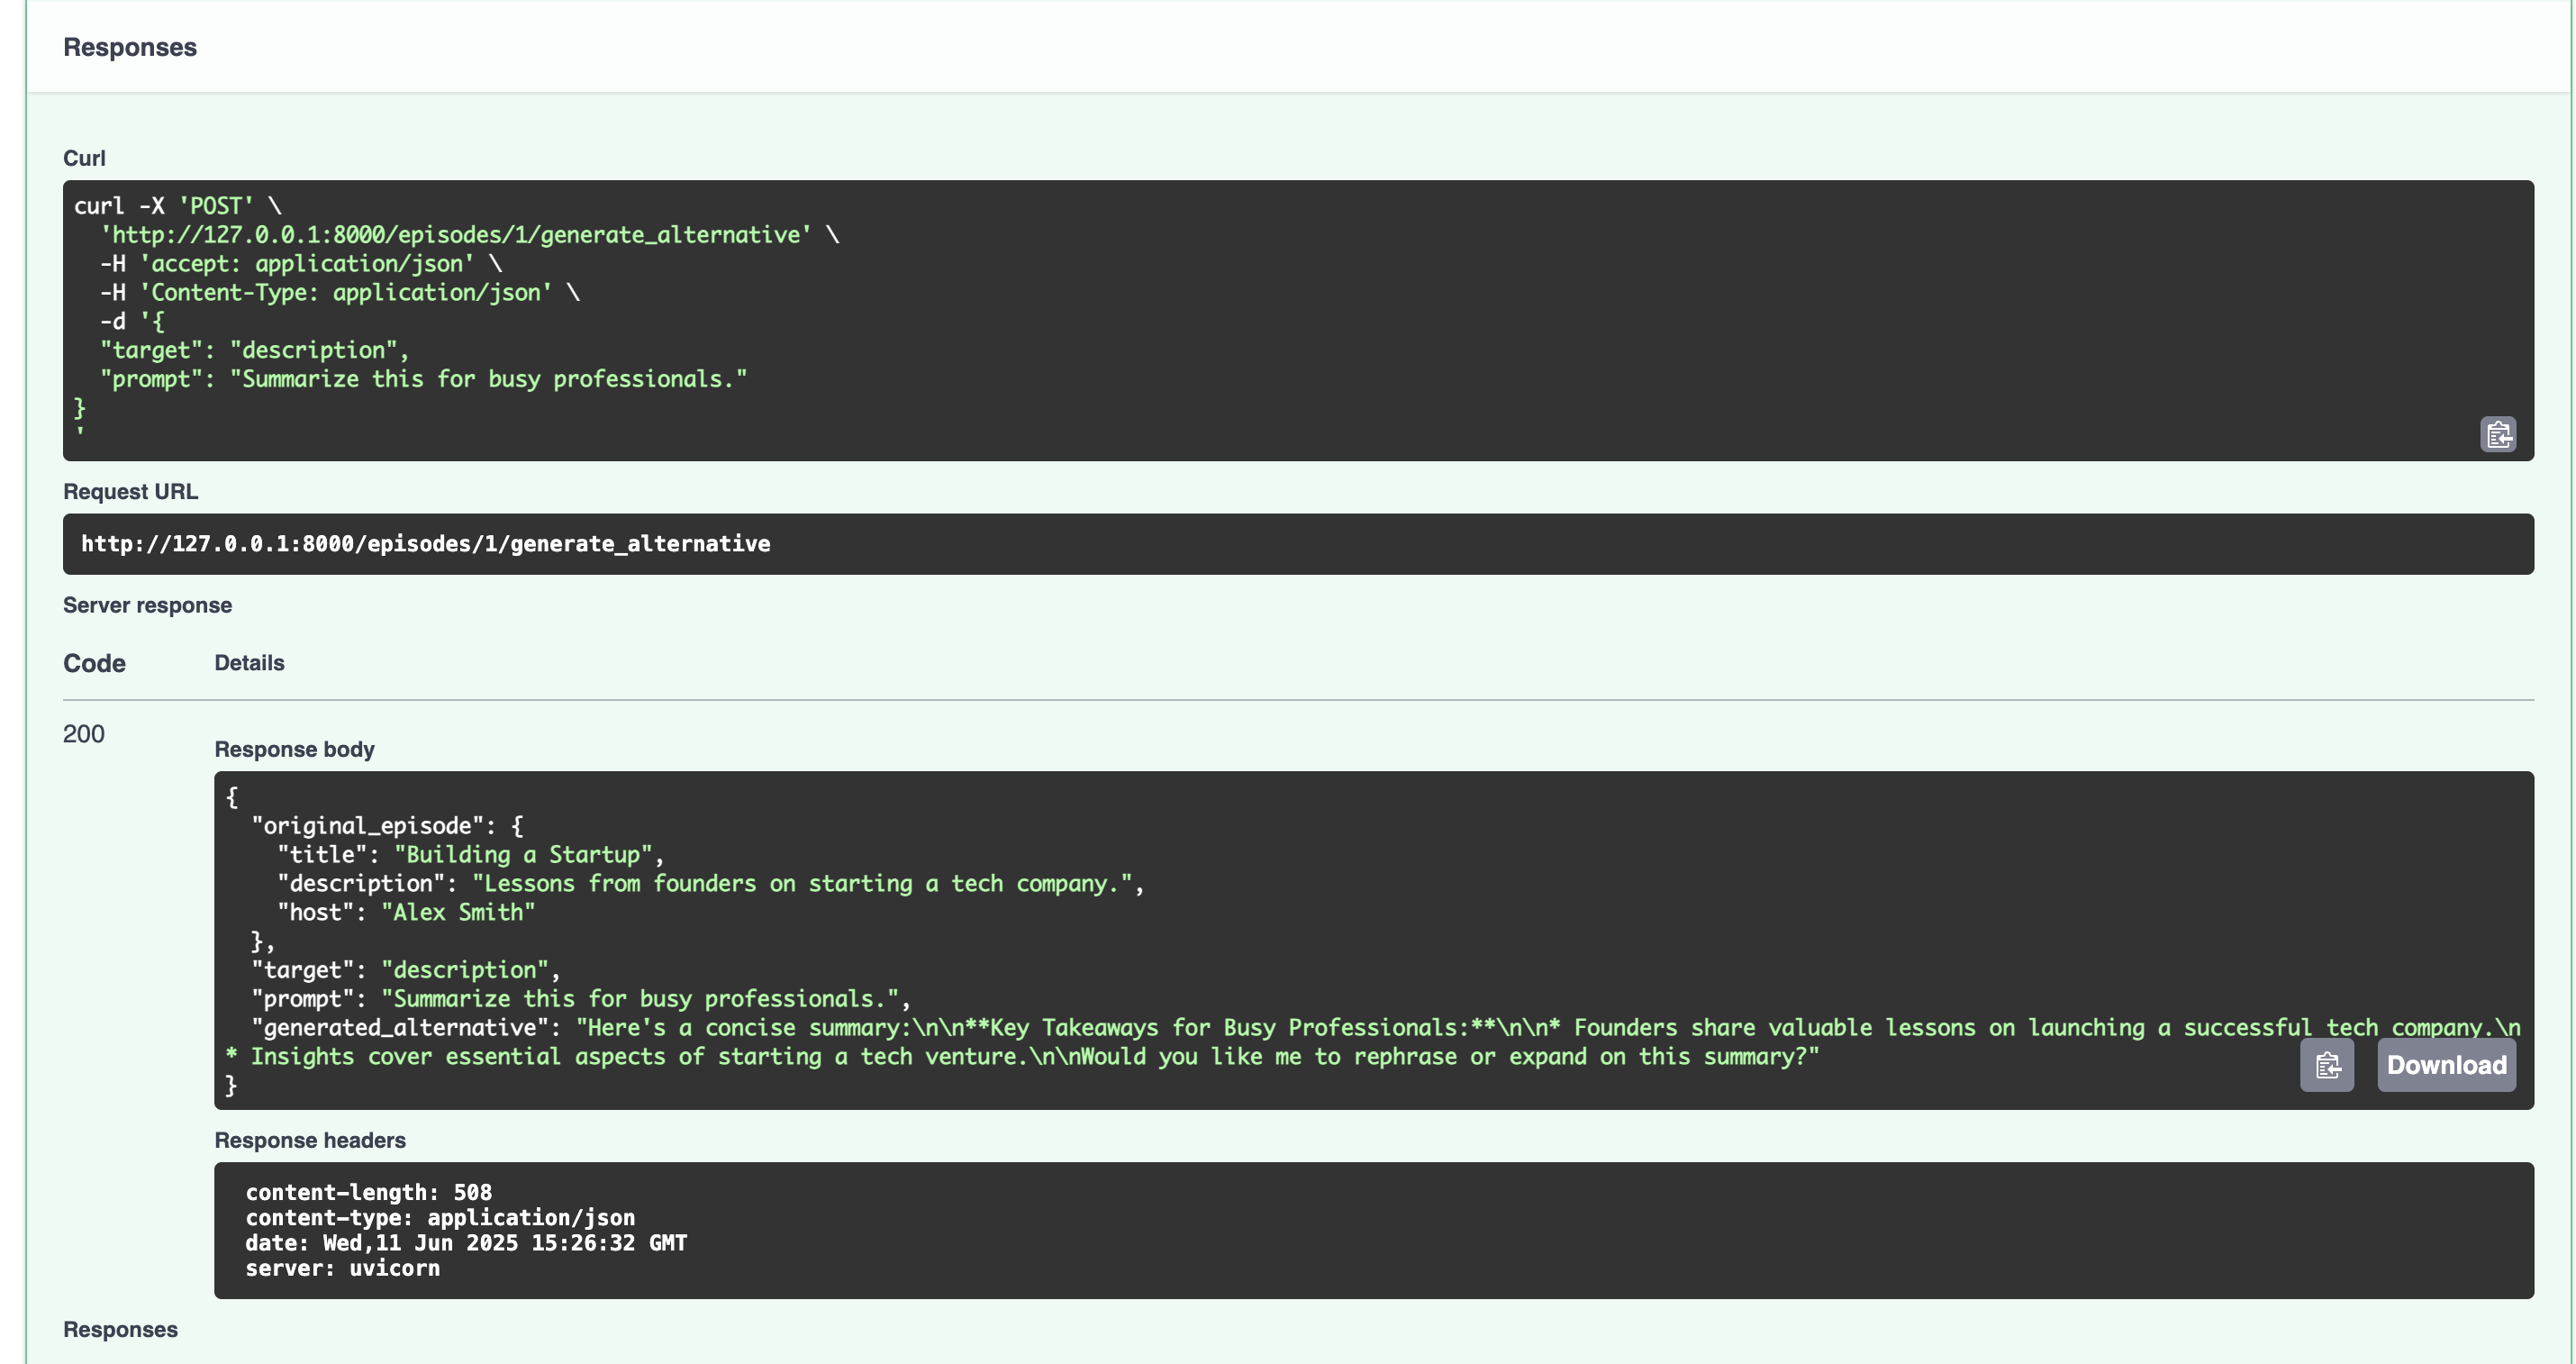 Responses
Curl
curl -X 'POST' \
  'http://127.0.0.1:8000/episodes/1/generate_alternative' \
  -H 'accept: application/json' \
  -H 'Content-Type: application/json' \
  -d '{
  "target": "description",
  "prompt": "Summarize this for busy professionals."
}
'
Request URL
http://127.0.0.1:8000/episodes/1/generate_alternative
Server response
Code Details
200
Response body
{
  "original_episode": {
    "title": "Building a Startup",
    "description": "Lessons from founders on starting a tech company.",
    "host": "Alex Smith"
  },
  "target": "description",
  "prompt": "Summarize this for busy professionals.",
  "generated_alternative": "Here's a concise summary:\n\n**Key Takeaways for Busy Professionals:**\n\n* Founders share valuable lessons on launching a successful tech company.\n
* Insights cover essential aspects of starting a tech venture.\n\nWould you like me to rephrase or expand on this summary?"
}
Download
Response headers
content-length: 508
content-type: application/json
date: Wed,11 Jun 2025 15:26:32 GMT
server: uvicorn
Responses